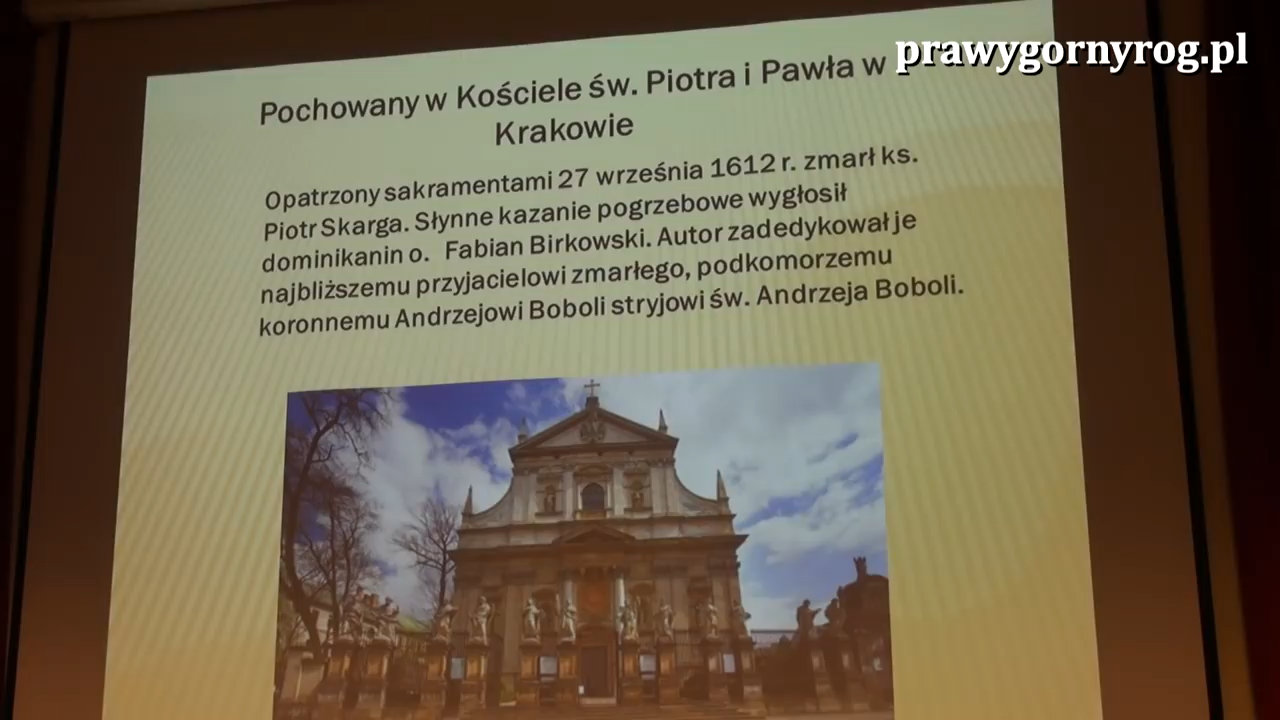 prawygornyrog.pl
Pochowany w Kościele św. Piotra i Pawła w
Krakowie
Opatrzony sakramentami 27 września 1612 r. zmarł ks.
Piotr Skarga. Słynne kazanie pogrzebowe wygłosił
dominikanin o. Fabian Birkowski. Autor zadedykował je
najbliższemu przyjacielowi zmarłego, podkomorzemu
koronnemu Andrzejowi Boboli stryjowi św. Andrzeja Boboli.